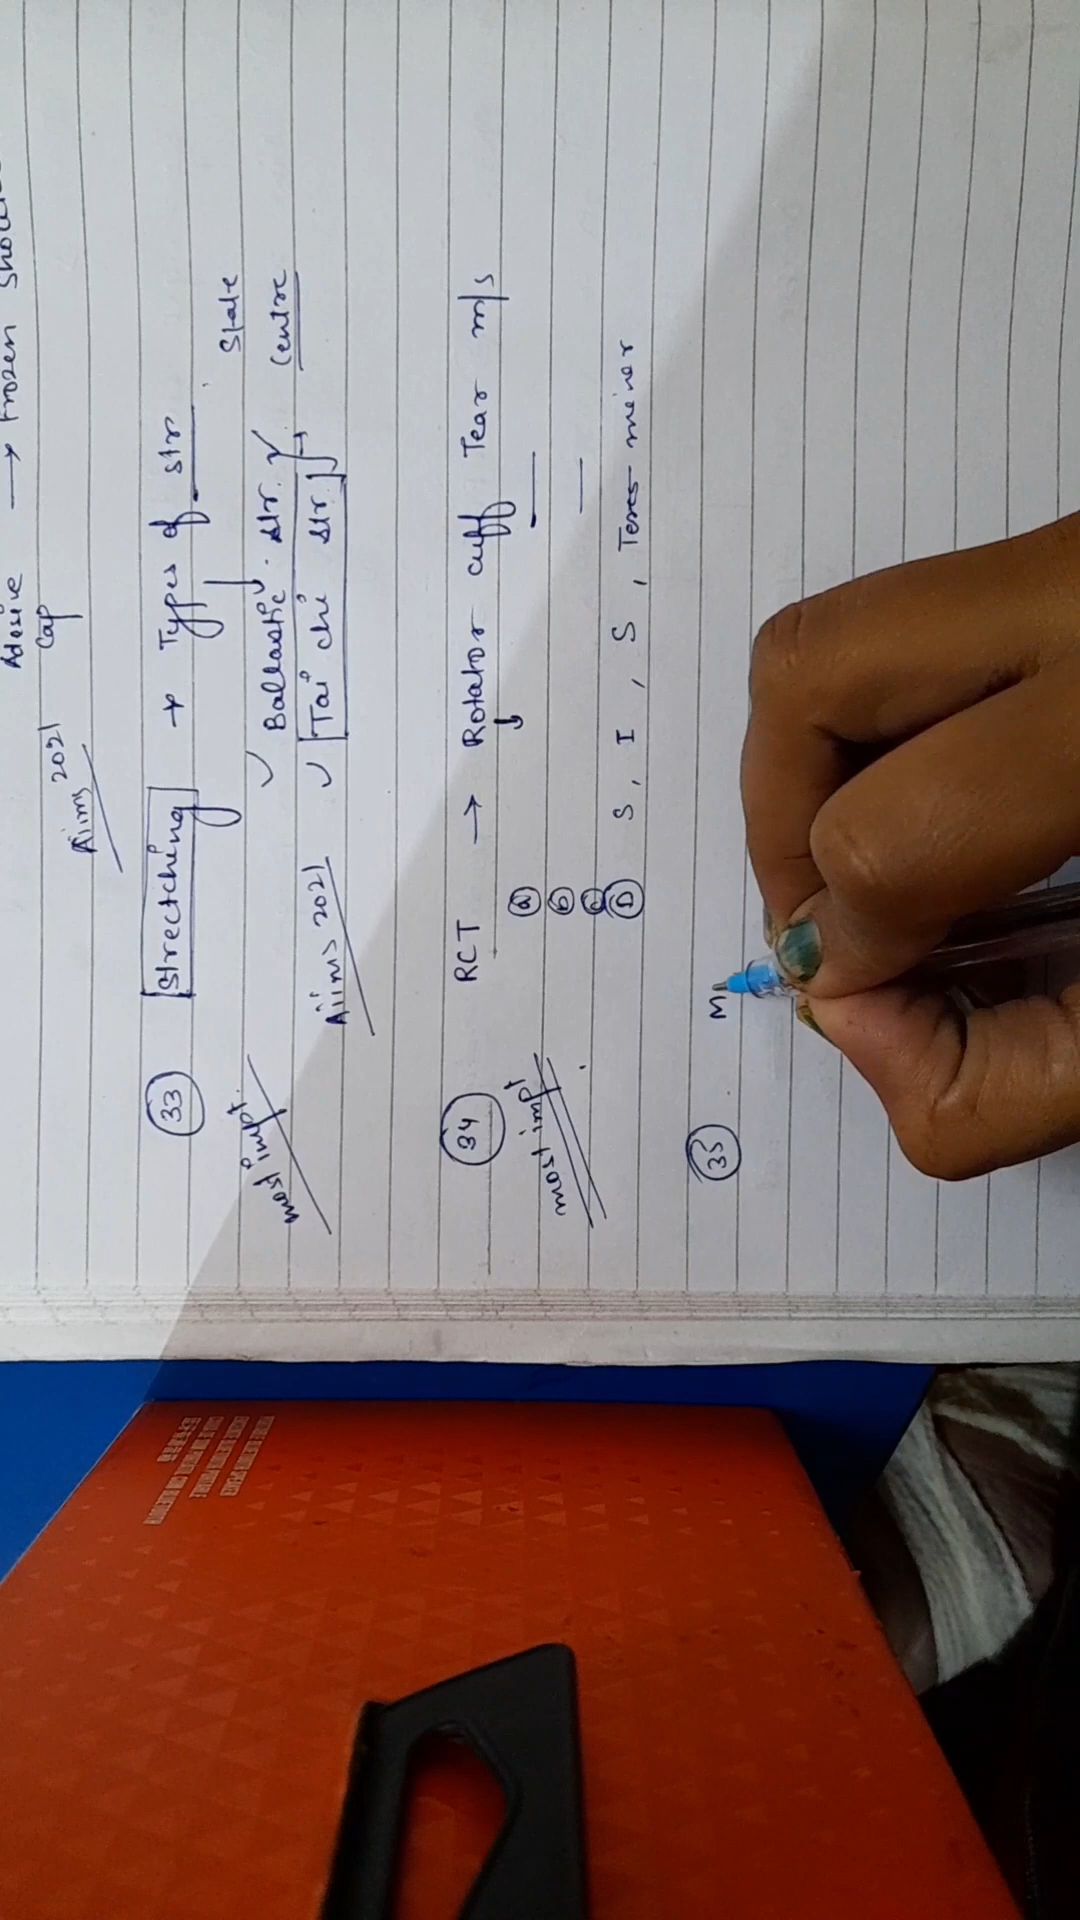 Adesive → Frozen
Cap
Aiims 2021
33 Strectching → Types of str
State
most impt. ✓ Ballastic str. Centre
Aiims 2021 ✓ Tai chi str.
34 RCT → Rotator cuff Tear m/s
most impt a
b
c
D S, I, S, Teres minor
35 M